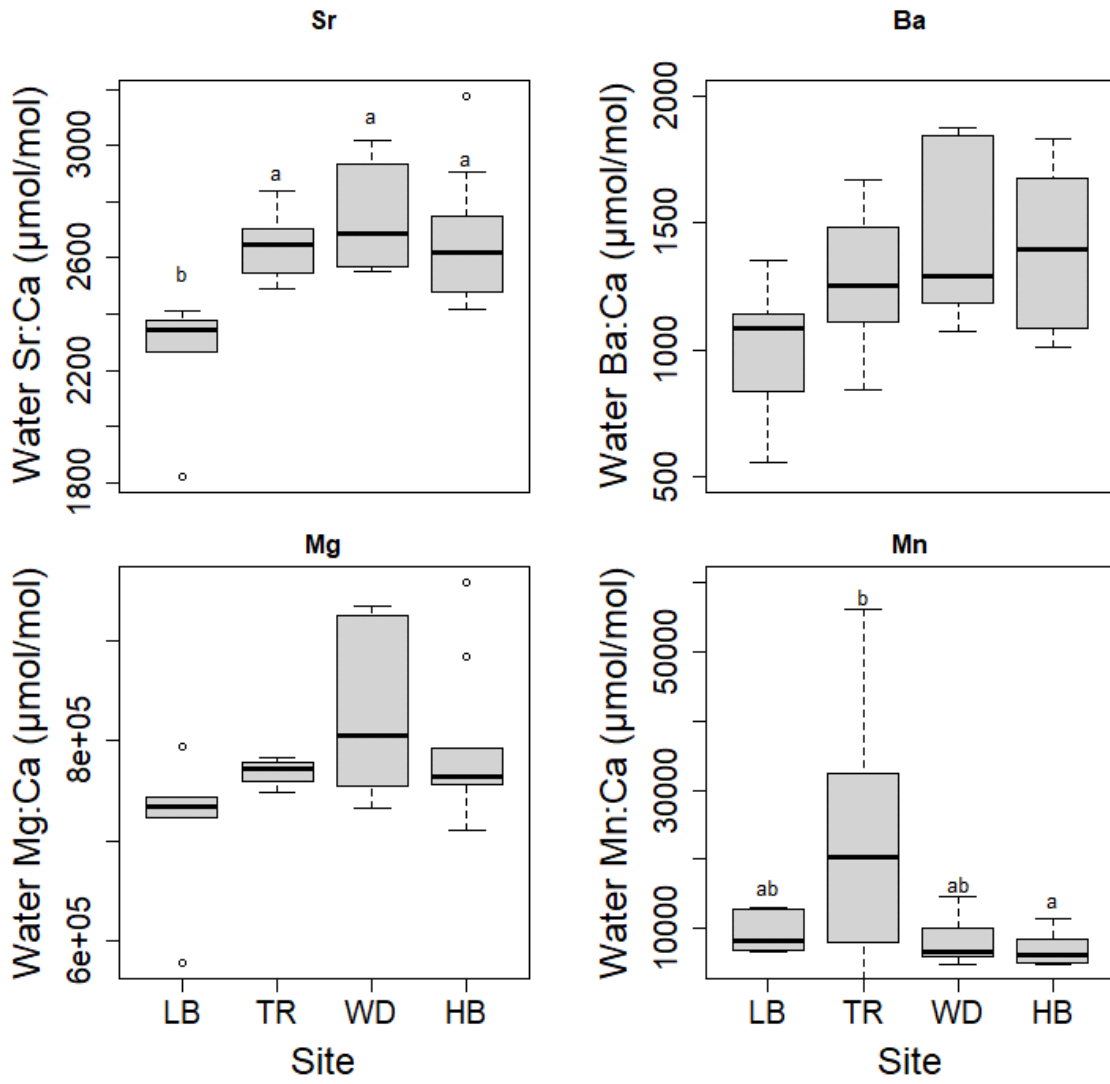 Sr
Water Sr:Ca (µmol/mol)
3000
2600
2200
1800
b
a
a
a
Ba
Water Ba:Ca (µmol/mol)
2000
1500
1000
500
Mg
Water Mg:Ca (µmol/mol)
8e+05
6e+05
LB
TR
WD
HB
Site
Mn
Water Mn:Ca (µmol/mol)
50000
30000
10000
ab
b
ab
a
LB
TR
WD
HB
Site